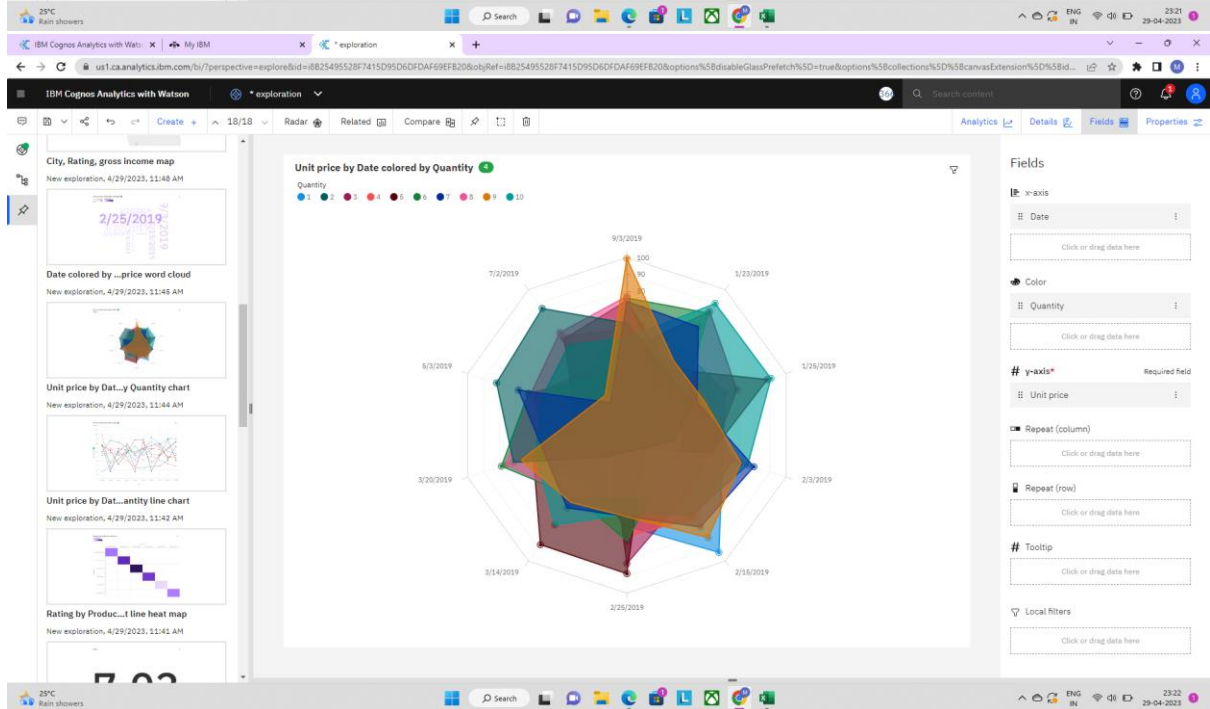 25°C
Rain showers
Search
ENG
IN
23:21
29-04-2023
IBM Cognos Analytics with Wats
My IBM
* exploration
us1.ca.analytics.ibm.com/bi/?perspective=explore&id=i8B25495528F7415D95D6DFDAF69EFB20&objRef=i8B25495528F7415D95D6DFDAF69EFB20&options%5BdisableGlassPrefetch%5D=true&options%5Bcollections%5D%5BcanvasExtension%5D%5Bid...
IBM Cognos Analytics with Watson
* exploration
Search content
Create +
18/18
Radar
Related
Compare
Analytics
Details
Fields
Properties
City, Rating, gross income map
New exploration, 4/29/2023, 11:48 AM
2/25/2019
Date colored by ...price word cloud
New exploration, 4/29/2023, 11:45 AM
Unit price by Dat...y Quantity chart
New exploration, 4/29/2023, 11:44 AM
Unit price by Dat...antity line chart
New exploration, 4/29/2023, 11:42 AM
Rating by Produc...t line heat map
New exploration, 4/29/2023, 11:41 AM
Unit price by Date colored by Quantity 4
Quantity
1 2 3 4 5 6 7 8 9 10
9/3/2019
100
90
80
7/2/2019
1/23/2019
5/3/2019
1/25/2019
3/20/2019
2/3/2019
3/14/2019
2/15/2019
2/25/2019
Fields
x-axis
Date
Click or drag data here
Color
Quantity
Click or drag data here
# y-axis*
Required field
Unit price
Repeat (column)
Click or drag data here
Repeat (row)
Click or drag data here
# Tooltip
Click or drag data here
Local filters
Click or drag data here
25°C
Rain showers
Search
ENG
IN
23:22
29-04-2023